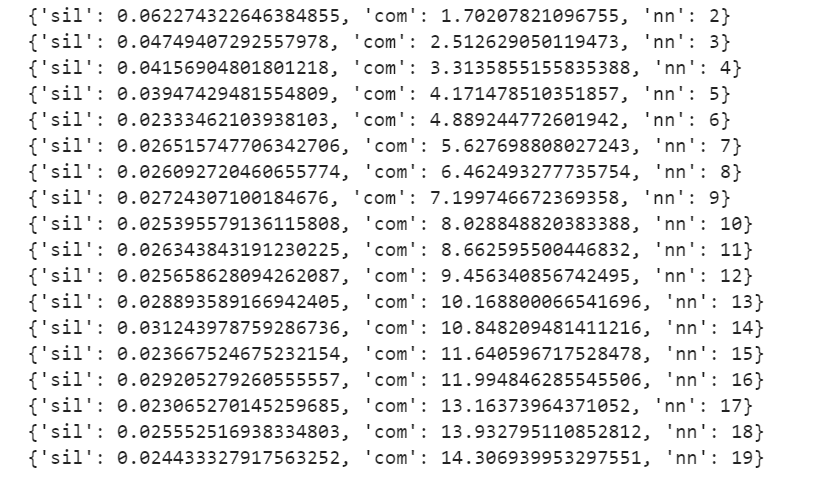 {'sil': 0.062274322646384855, 'com': 1.70207821096755, 'nn': 2}
{'sil': 0.04749407292557978, 'com': 2.512629050119473, 'nn': 3}
{'sil': 0.04156904801801218, 'com': 3.3135855155835388, 'nn': 4}
{'sil': 0.03947429481554809, 'com': 4.171478510351857, 'nn': 5}
{'sil': 0.02333462103938103, 'com': 4.889244772601942, 'nn': 6}
{'sil': 0.026515747706342706, 'com': 5.627698808027243, 'nn': 7}
{'sil': 0.026092720460655774, 'com': 6.462493277735754, 'nn': 8}
{'sil': 0.02724307100184676, 'com': 7.199746672369358, 'nn': 9}
{'sil': 0.025395579136115808, 'com': 8.028848820383388, 'nn': 10}
{'sil': 0.026343843191230225, 'com': 8.662595500446832, 'nn': 11}
{'sil': 0.025658628094262087, 'com': 9.456340856742495, 'nn': 12}
{'sil': 0.028893589166942405, 'com': 10.168800066541696, 'nn': 13}
{'sil': 0.031243978759286736, 'com': 10.848209481411216, 'nn': 14}
{'sil': 0.023667524675232154, 'com': 11.640596717528478, 'nn': 15}
{'sil': 0.029205279260555557, 'com': 11.994846285545506, 'nn': 16}
{'sil': 0.023065270145259685, 'com': 13.16373964371052, 'nn': 17}
{'sil': 0.025552516938334803, 'com': 13.932795110852812, 'nn': 18}
{'sil': 0.024433327917563252, 'com': 14.306939953297551, 'nn': 19}